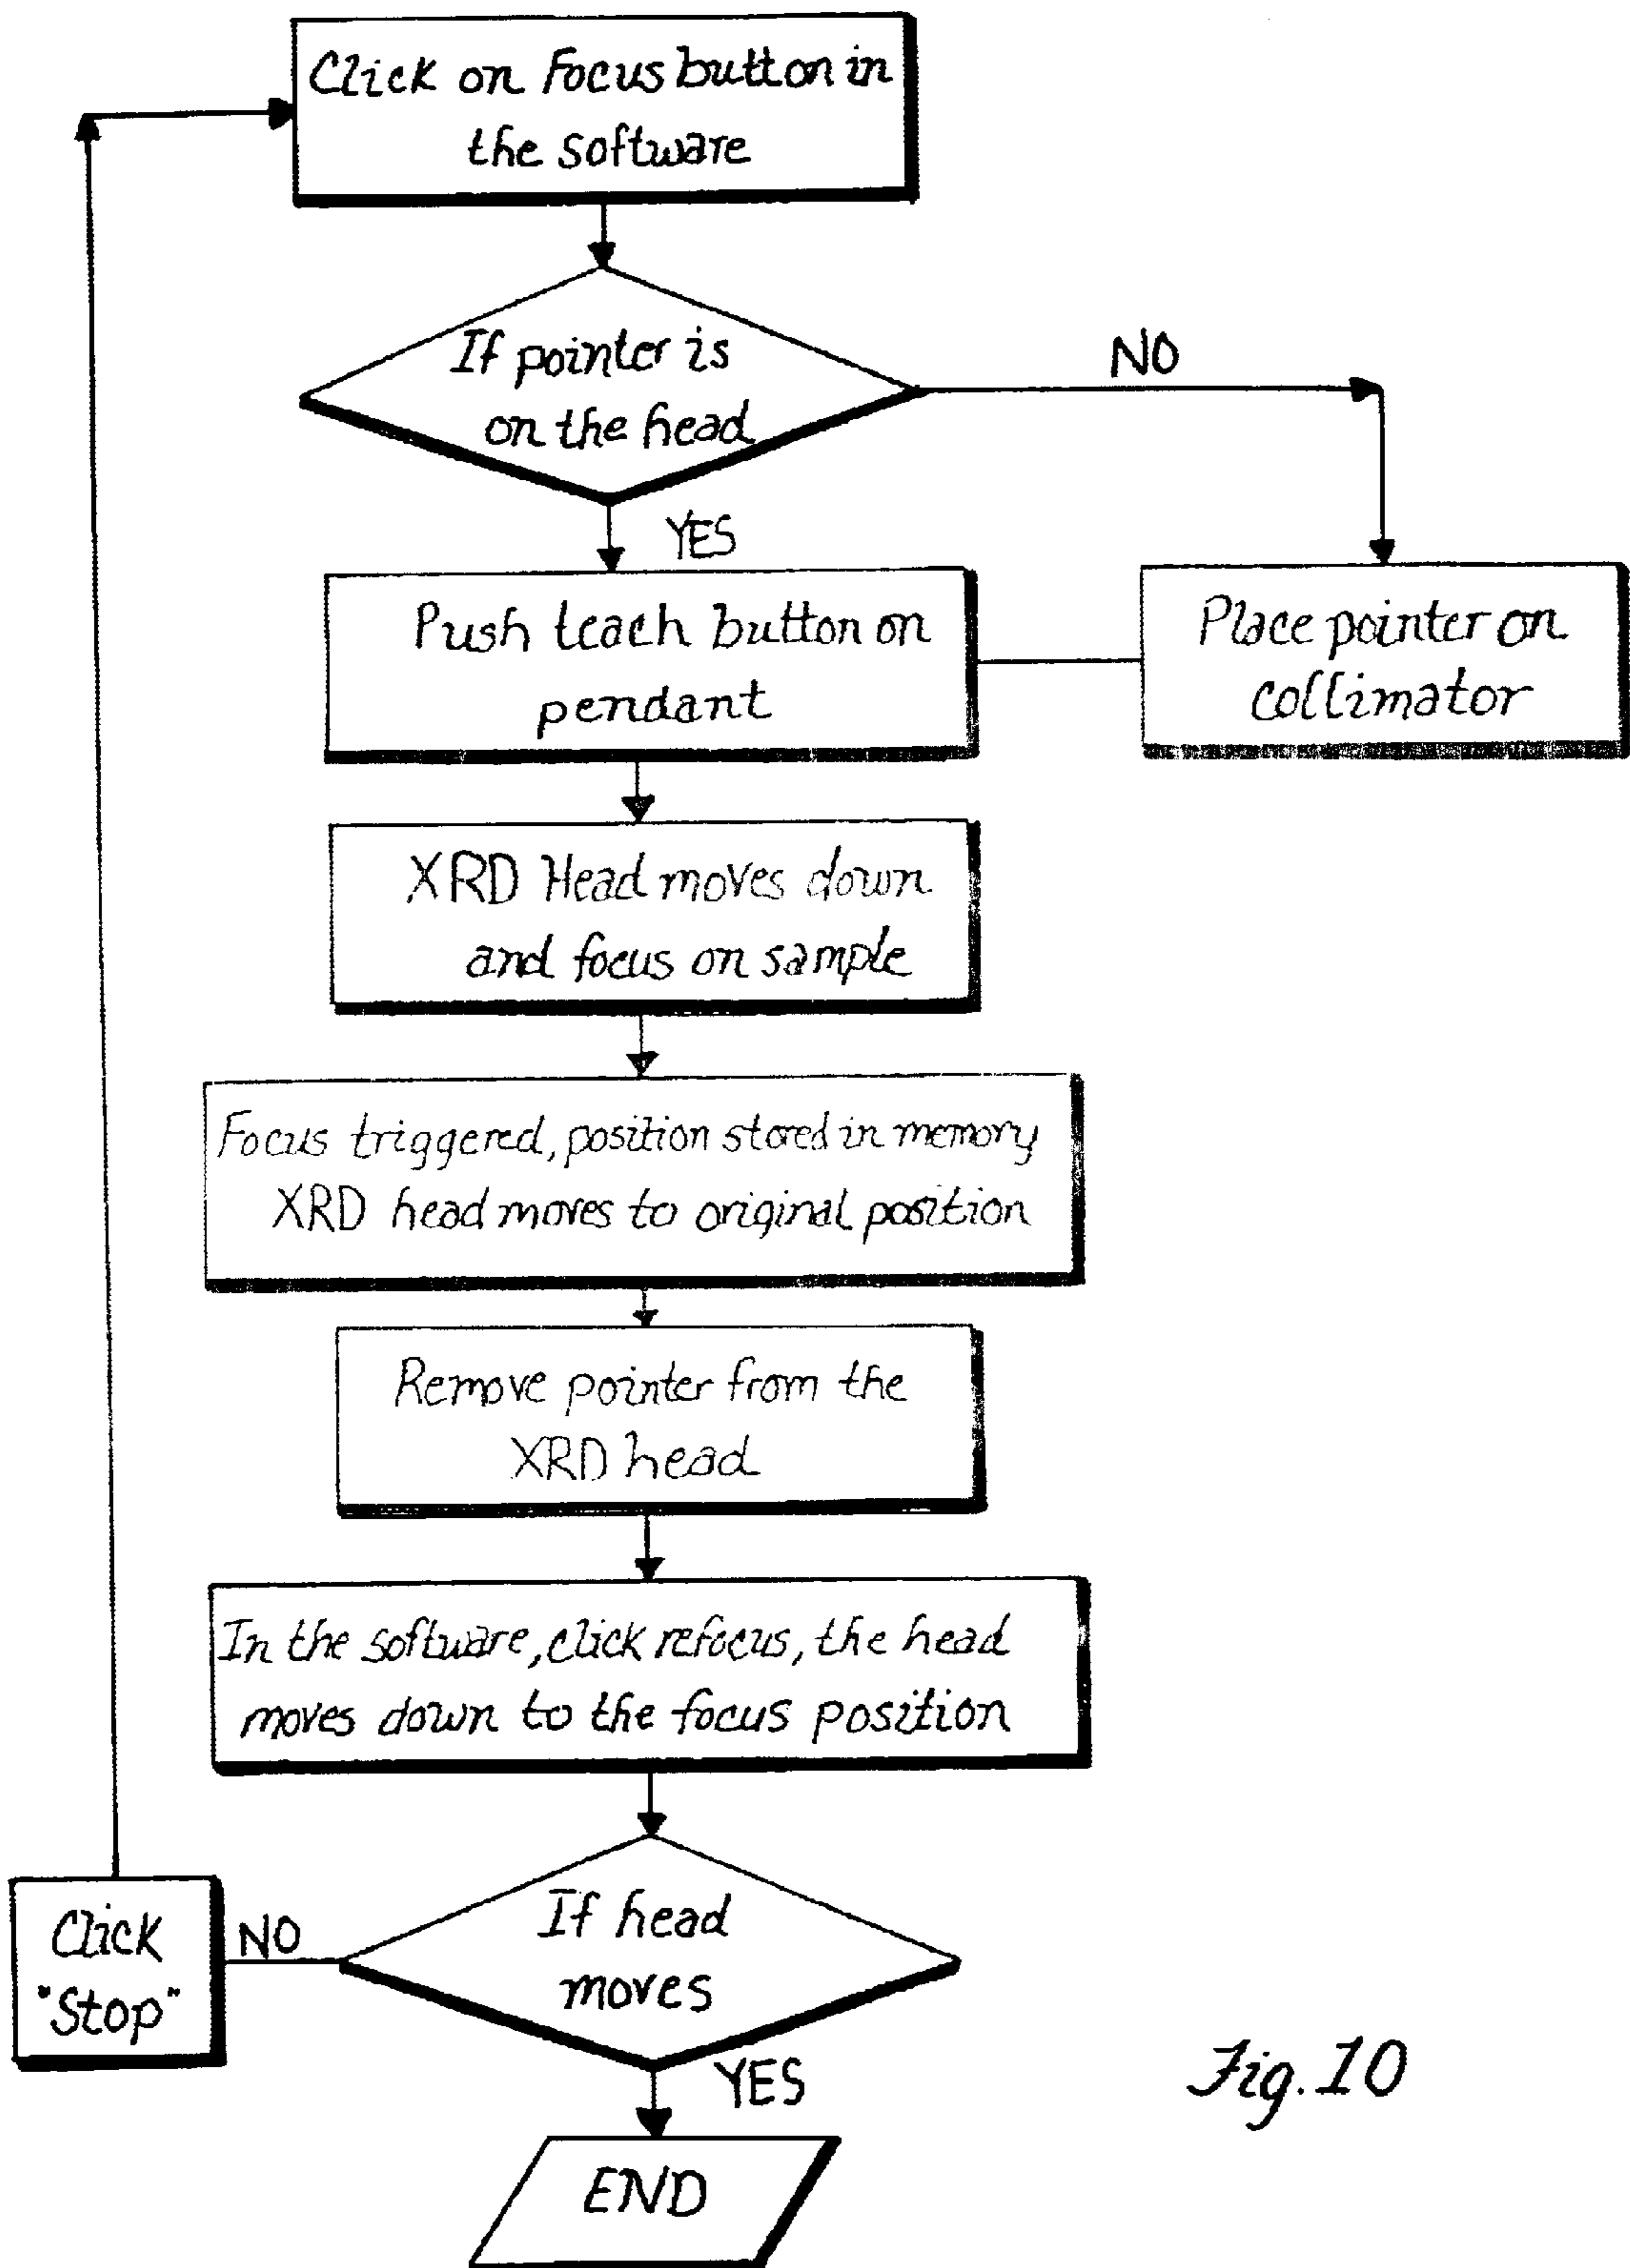 Click on Focus button in
the software
If pointer is
on the head
NO
YES
Push teach button on
pendant
Place pointer on
collimator
XRD Head moves down
and focus on sample
Focus triggered, position stored in memory
XRD head moves to original position
Remove pointer from the
XRD head
In the software, click refocus, the head
moves down to the focus position
If head
moves
NO
Click
"Stop"
YES
END
Fig. 10